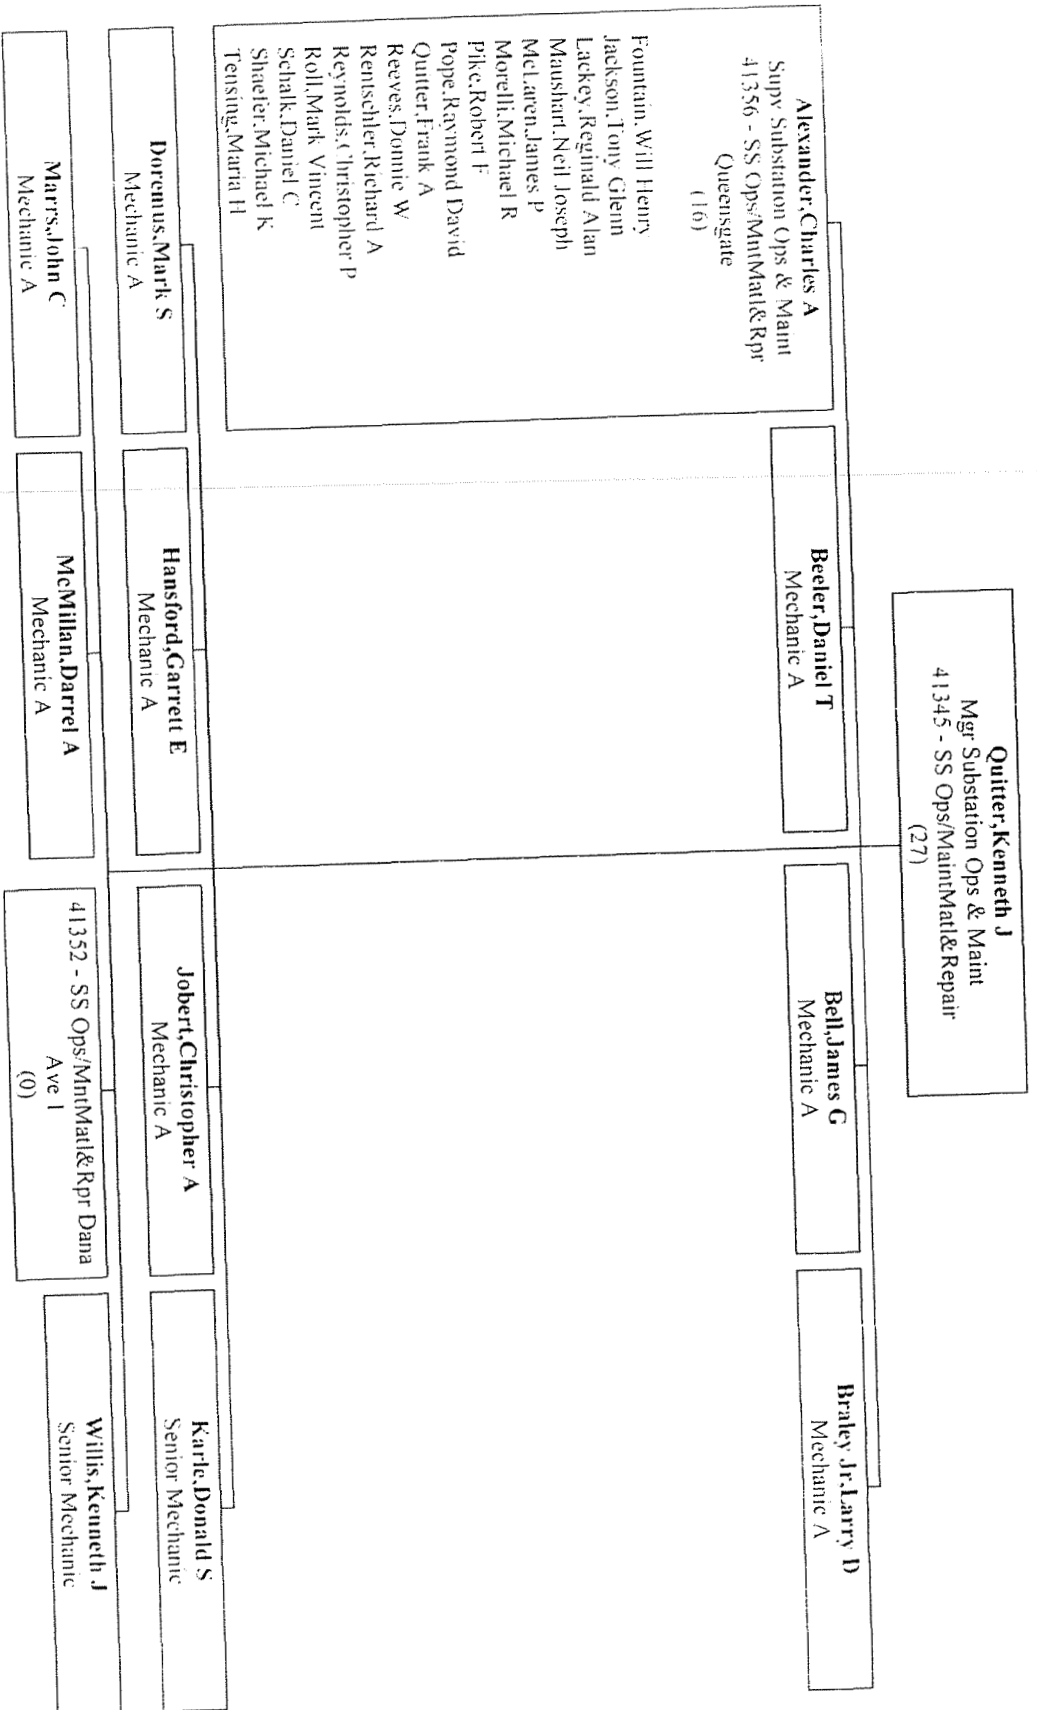 Quitter,Kenneth J
Mgr Substation Ops & Maint
41345 - SS Ops/MaintMatl&Repair
(27)
Alexander,Charles A
Supv Substation Ops & Maint
41356 - SS Ops/MntMatl&Rpr
Queensgate
(16)
Fountain, Will Henry
Jackson,Tony Glenn
Lackey,Reginald Alan
Maushart,Neil Joseph
McLaren,James P
Morelli,Michael R
Pike,Robert F
Pope,Raymond David
Quitter,Frank A
Reeves,Donnie W
Rentschler,Richard A
Reynolds,Christopher P
Roll,Mark Vincent
Schalk,Daniel C
Shaefer,Michael K
Tensing,Maria H
Beeler,Daniel T
Mechanic A
Bell,James G
Mechanic A
Braley Jr,Larry D
Mechanic A
Doremus,Mark S
Mechanic A
Hansford,Garrett E
Mechanic A
Jobert,Christopher A
Mechanic A
Karle,Donald S
Senior Mechanic
Marrs,John C
Mechanic A
McMillan,Darrel A
Mechanic A
41352 - SS Ops/MntMatl&Rpr Dana
Ave 1
(0)
Willis,Kenneth J
Senior Mechanic